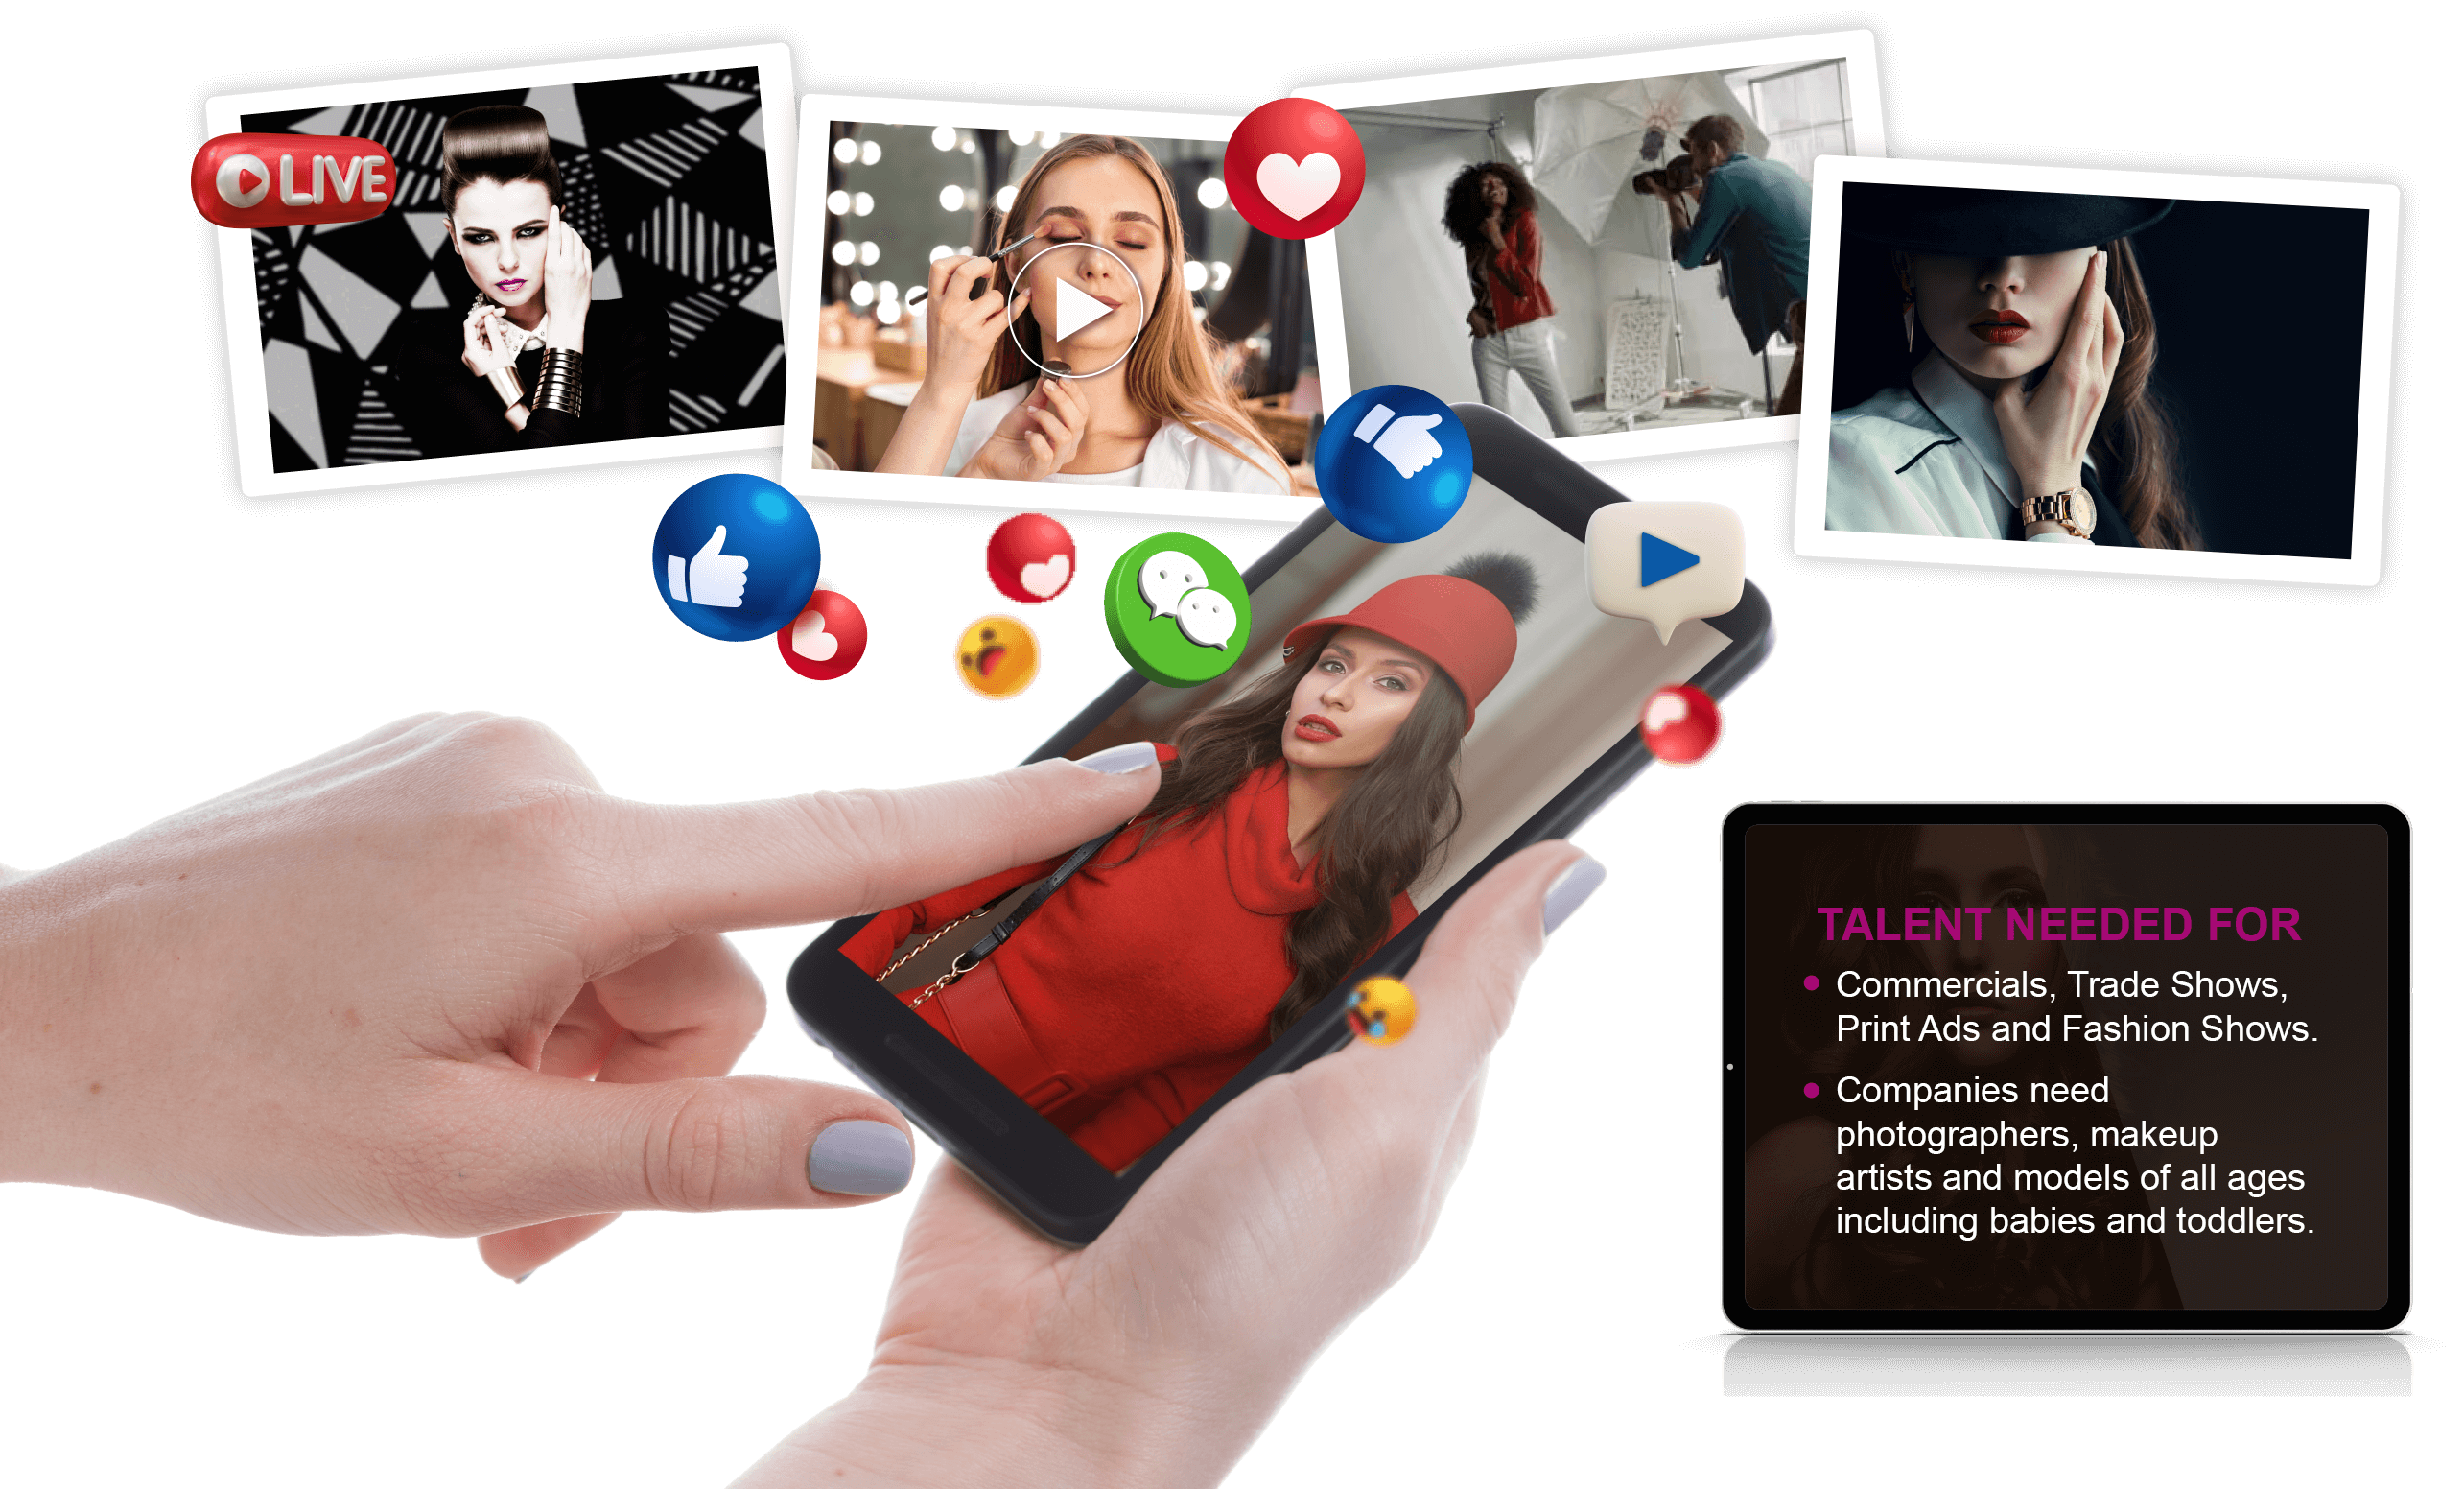 LIVE
TALENT NEEDED FOR
Commercials, Trade Shows,
Print Ads and Fashion Shows.
Companies need
photographers, makeup
artists and models of all ages
including babies and toddlers.